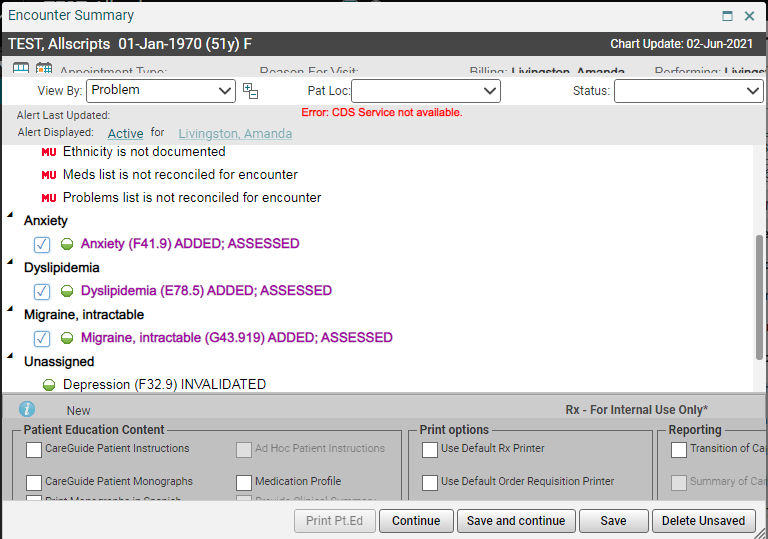 Encounter Summary
TEST, Allscripts 01-Jan-1970 (51y) F Chart Update: 02-Jun-2021
Appointment Type: Reason For Visit: Billing: Livingston, Amanda Performing: Livings
View By: Problem Pat Loc: Status:
Alert Last Updated: Error: CDS Service not available.
Alert Displayed: Active for Livingston, Amanda
MU Ethnicity is not documented
MU Meds list is not reconciled for encounter
MU Problems list is not reconciled for encounter
Anxiety
Anxiety (F41.9) ADDED; ASSESSED
Dyslipidemia
Dyslipidemia (E78.5) ADDED; ASSESSED
Migraine, intractable
Migraine, intractable (G43.919) ADDED; ASSESSED
Unassigned
Depression (F32.9) INVALIDATED
New Rx - For Internal Use Only*
Patient Education Content Print options Reporting
CareGuide Patient Instructions Ad Hoc Patient Instructions Use Default Rx Printer Transition of Ca
CareGuide Patient Monographs Medication Profile Use Default Order Requisition Printer Summary of Car
Print Monographs in Spanish Provide Clinical Summary
Print Pt.Ed Continue Save and continue Save Delete Unsaved